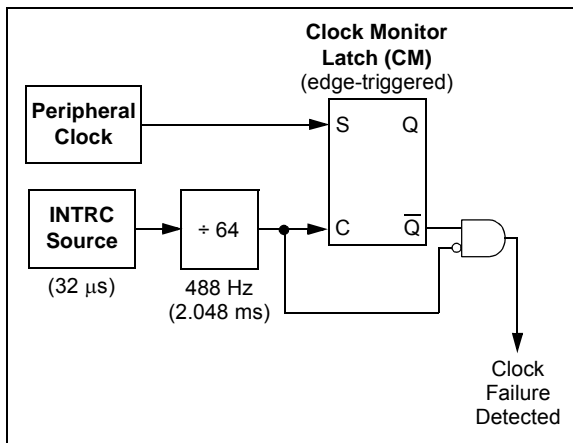 Clock Monitor
Latch (CM)
(edge-triggered)
Peripheral
Clock
S
Q
INTRC
Source
÷ 64
C
Q̅
(32 μs)
488 Hz
(2.048 ms)
Clock
Failure
Detected